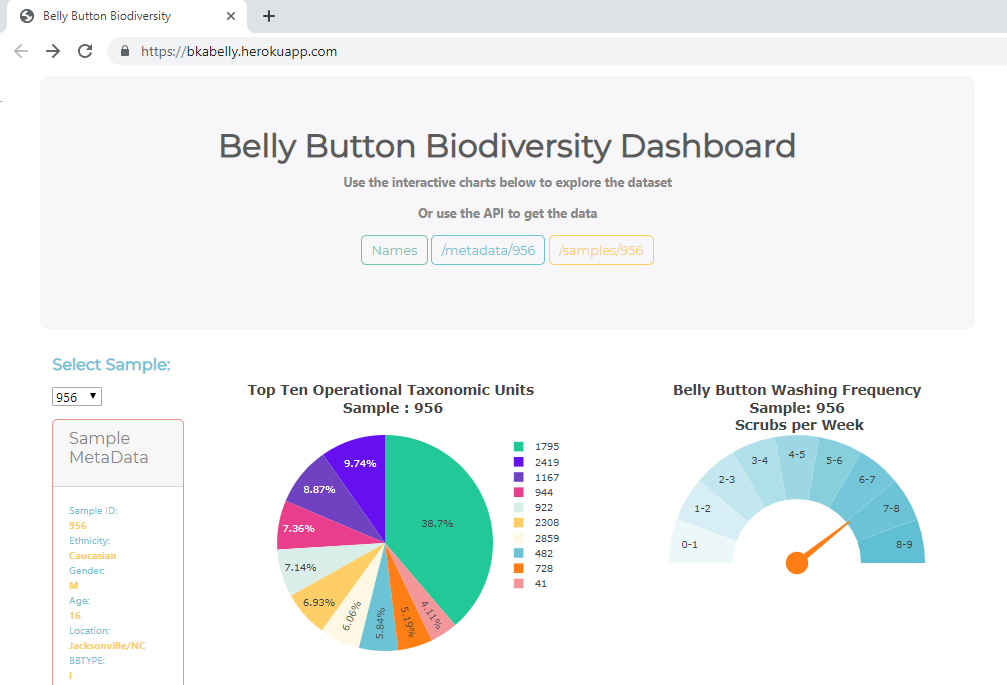 Belly Button Biodiversity
https://bkabelly.herokuapp.com
Belly Button Biodiversity Dashboard
Use the interactive charts below to explore the dataset
Or use the API to get the data
Names /metadata/956 /samples/956
Select Sample:
956
Sample
MetaData
Sample ID:
956
Ethnicity:
Caucasian
Gender:
M
Age:
16
Location:
Jacksonville/NC
BBTYPE:
I
Top Ten Operational Taxonomic Units
Sample : 956
38.7%
9.74%
8.87%
7.36%
7.14%
6.93%
6.06%
5.84%
5.19%
4.11%
1795
2419
1167
944
922
2308
2859
482
728
41
Belly Button Washing Frequency
Sample: 956
Scrubs per Week
0-1
1-2
2-3
3-4
4-5
5-6
6-7
7-8
8-9